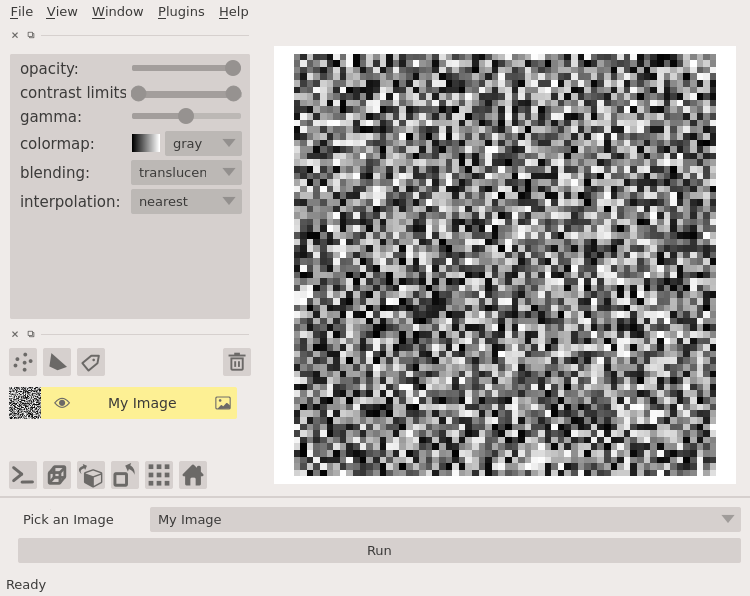 File View Window Plugins Help
opacity:
contrast limits
gamma:
colormap: gray
blending: translucen
interpolation: nearest
My Image
Pick an Image My Image
Run
Ready